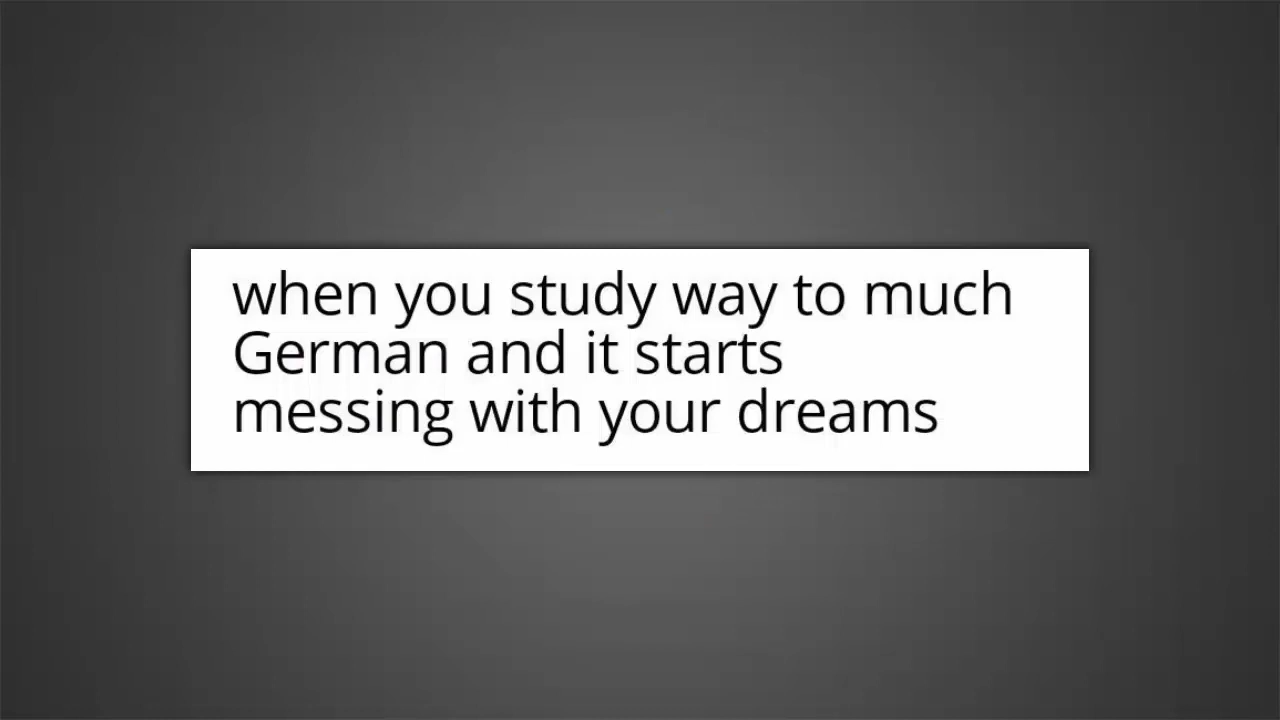 when you study way to much
German and it starts
messing with your dreams